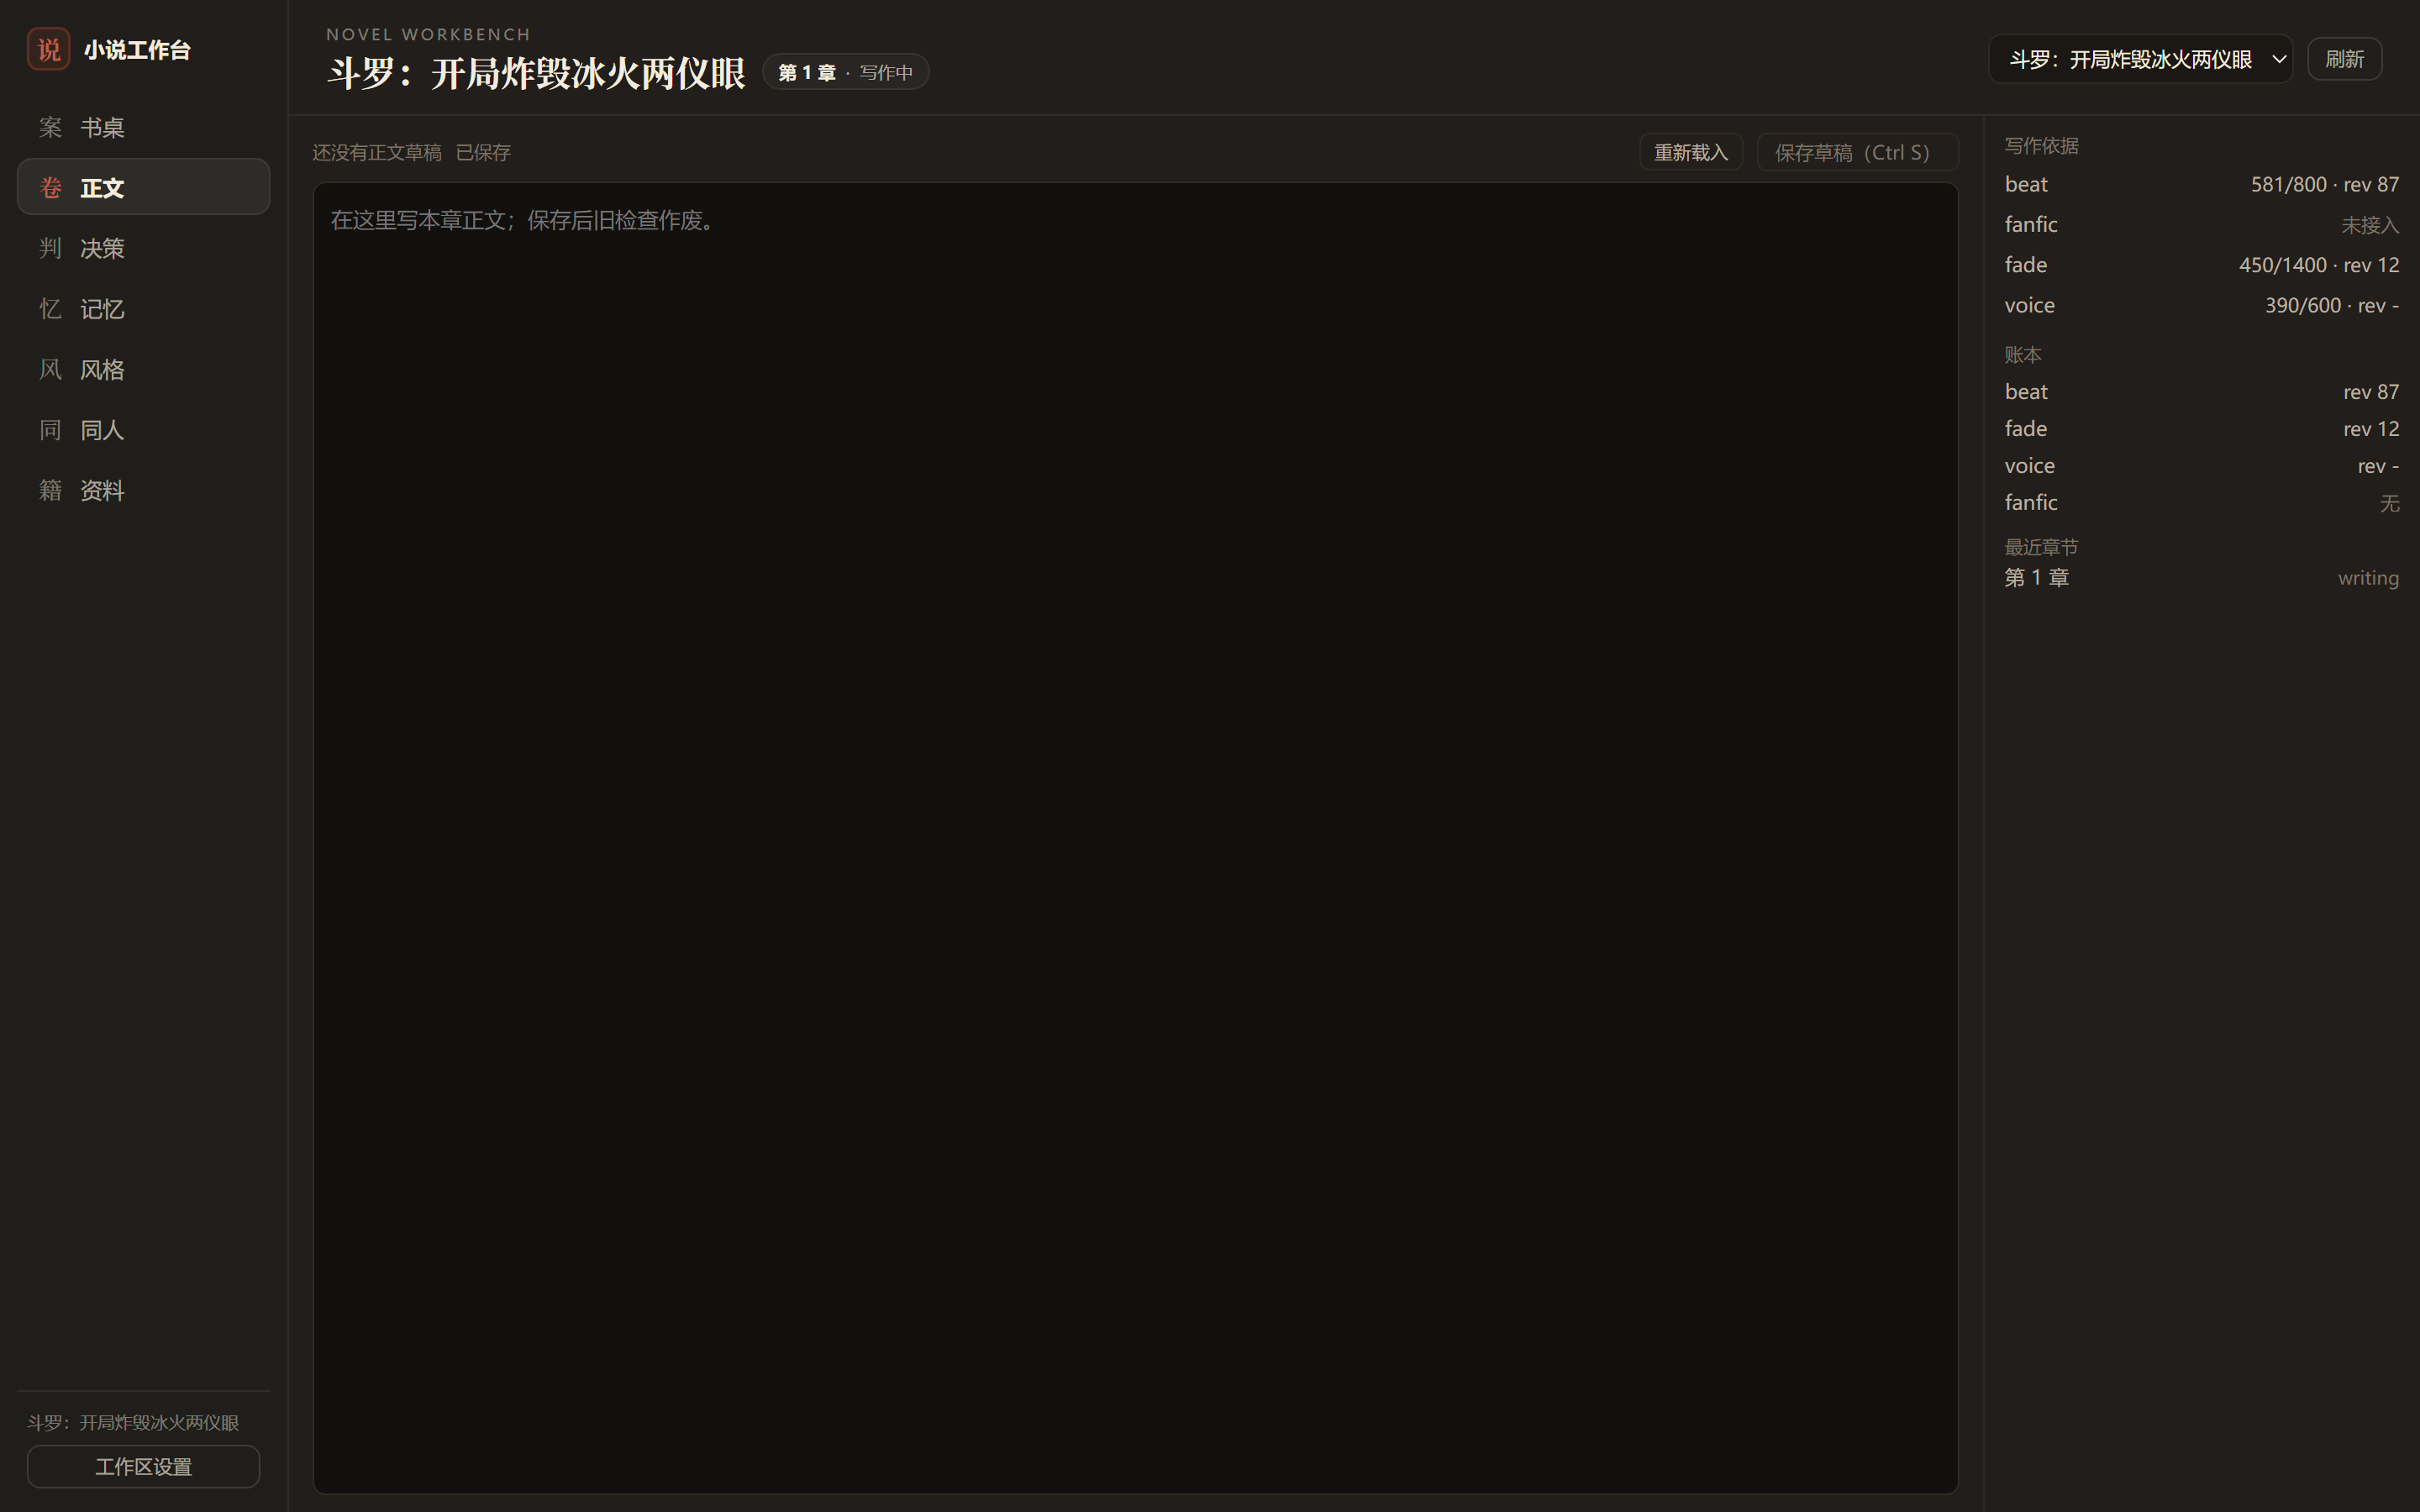 说 小说工作台
案 书桌
卷 正文
判 决策
忆 记忆
风 风格
同 同人
籍 资料
斗罗：开局炸毁冰火两仪眼
工作区设置
NOVEL WORKBENCH
斗罗：开局炸毁冰火两仪眼 第 1 章 · 写作中
斗罗：开局炸毁冰火两仪眼 刷新
还没有正文草稿 已保存 重新载入 保存草稿（Ctrl S）
在这里写本章正文；保存后旧检查作废。
写作依据
beat 581/800 · rev 87
fanfic 未接入
fade 450/1400 · rev 12
voice 390/600 · rev -
账本
beat rev 87
fade rev 12
voice rev -
fanfic 无
最近章节
第 1 章 writing